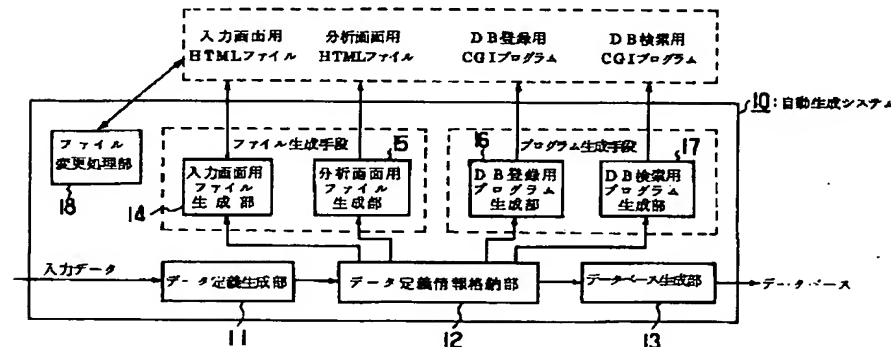 入力画面用
HTMLファイル
分析画面用
HTMLファイル
DB登録用
CGIプログラム
DB検索用
CGIプログラム
10:自動生成システム
ファイル
変更処理部
18
ファイル生成手段
15
入力画面用
ファイル
生成部
14
分析画面用
ファイル
生成部
プログラム生成手段
16
17
DB登録用
プログラム
生成部
DB検索用
プログラム
生成部
入力データ
データ定義生成部
11
データ定義情報格納部
12
データベース生成部
13
データベース